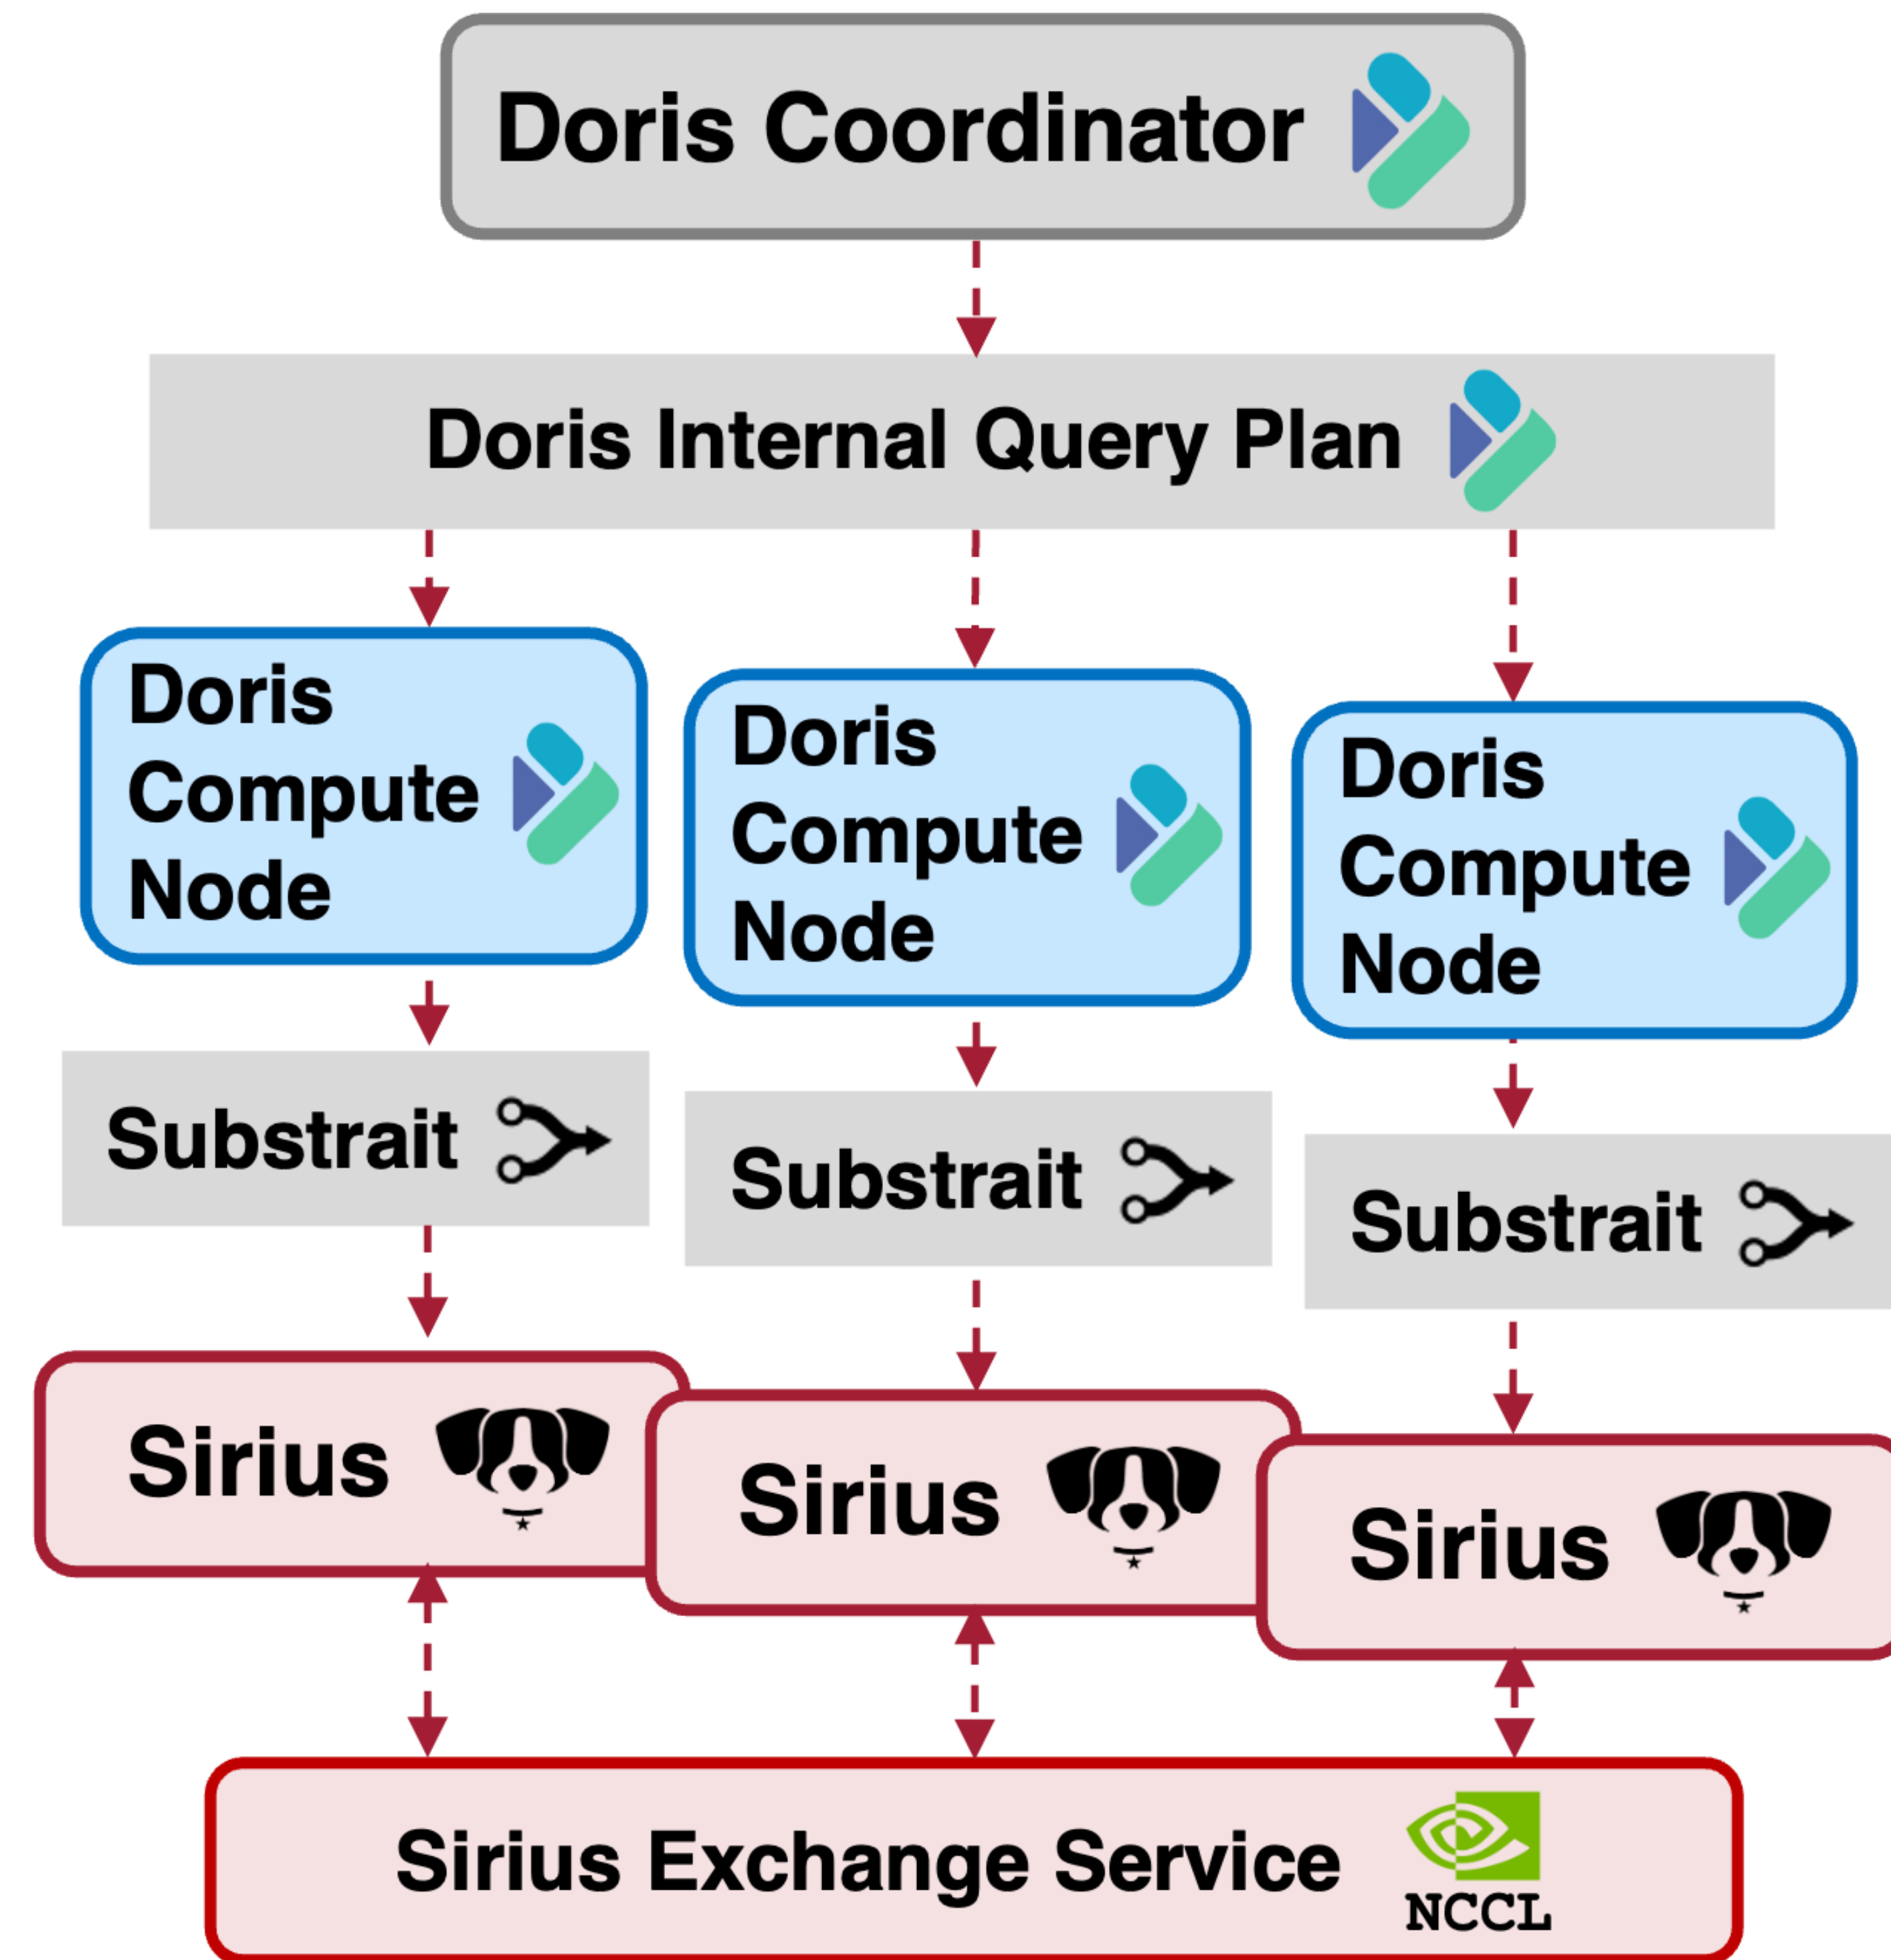 Doris Coordinator
Doris Internal Query Plan
Doris
Compute
Node
Doris
Compute
Node
Doris
Compute
Node
Substrait
Substrait
Substrait
Sirius
Sirius
Sirius
Sirius Exchange Service
NCCL